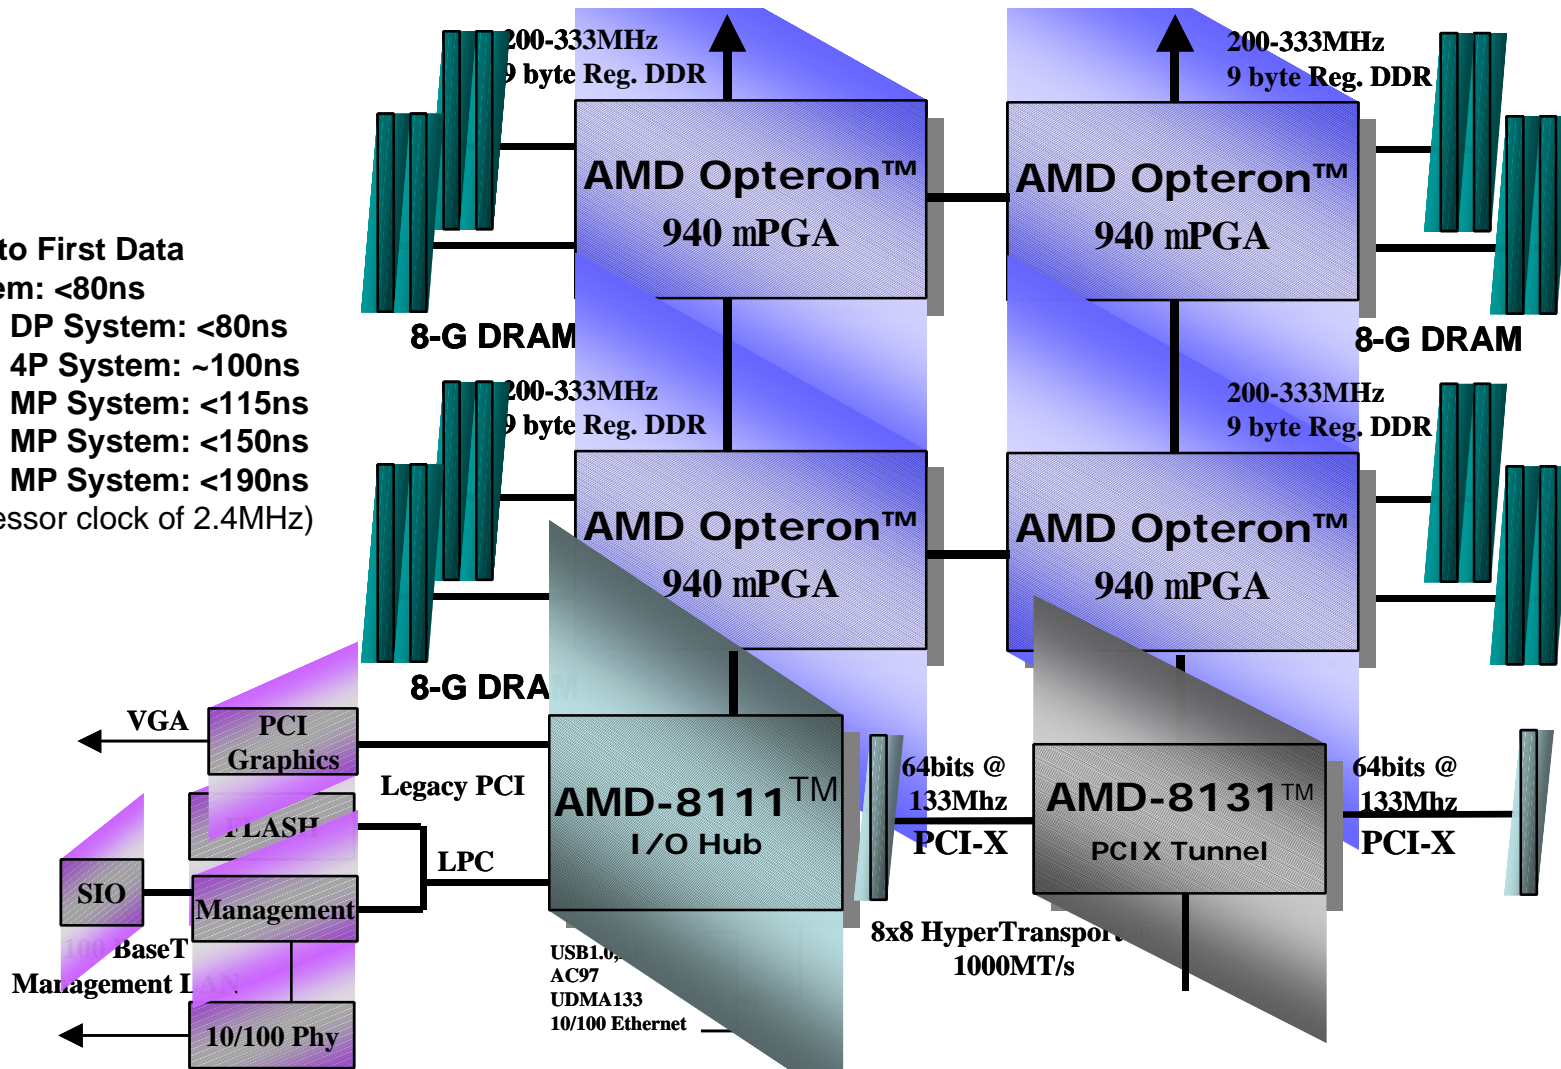 200-333MHz
9 byte Reg. DDR
200-333MHz
9 byte Reg. DDR
AMD Opteron™
940 mPGA
AMD Opteron™
940 mPGA
to First Data
em: <80ns
DP System: <80ns
4P System: ~100ns
MP System: <115ns
MP System: <150ns
MP System: <190ns
essor clock of 2.4MHz)
8-G DRAM
8-G DRAM
200-333MHz
9 byte Reg. DDR
200-333MHz
9 byte Reg. DDR
AMD Opteron™
940 mPGA
AMD Opteron™
940 mPGA
8-G DRAM
VGA
PCI
Graphics
Legacy PCI
FLASH
LPC
SIO
Management
100 BaseT
Management LAN
10/100 Phy
AMD-8111™
I/O Hub
USB1.0,
AC97
UDMA133
10/100 Ethernet
64bits @
133Mhz
PCI-X
AMD-8131™
PCIX Tunnel
64bits @
133Mhz
PCI-X
8x8 HyperTransport
1000MT/s